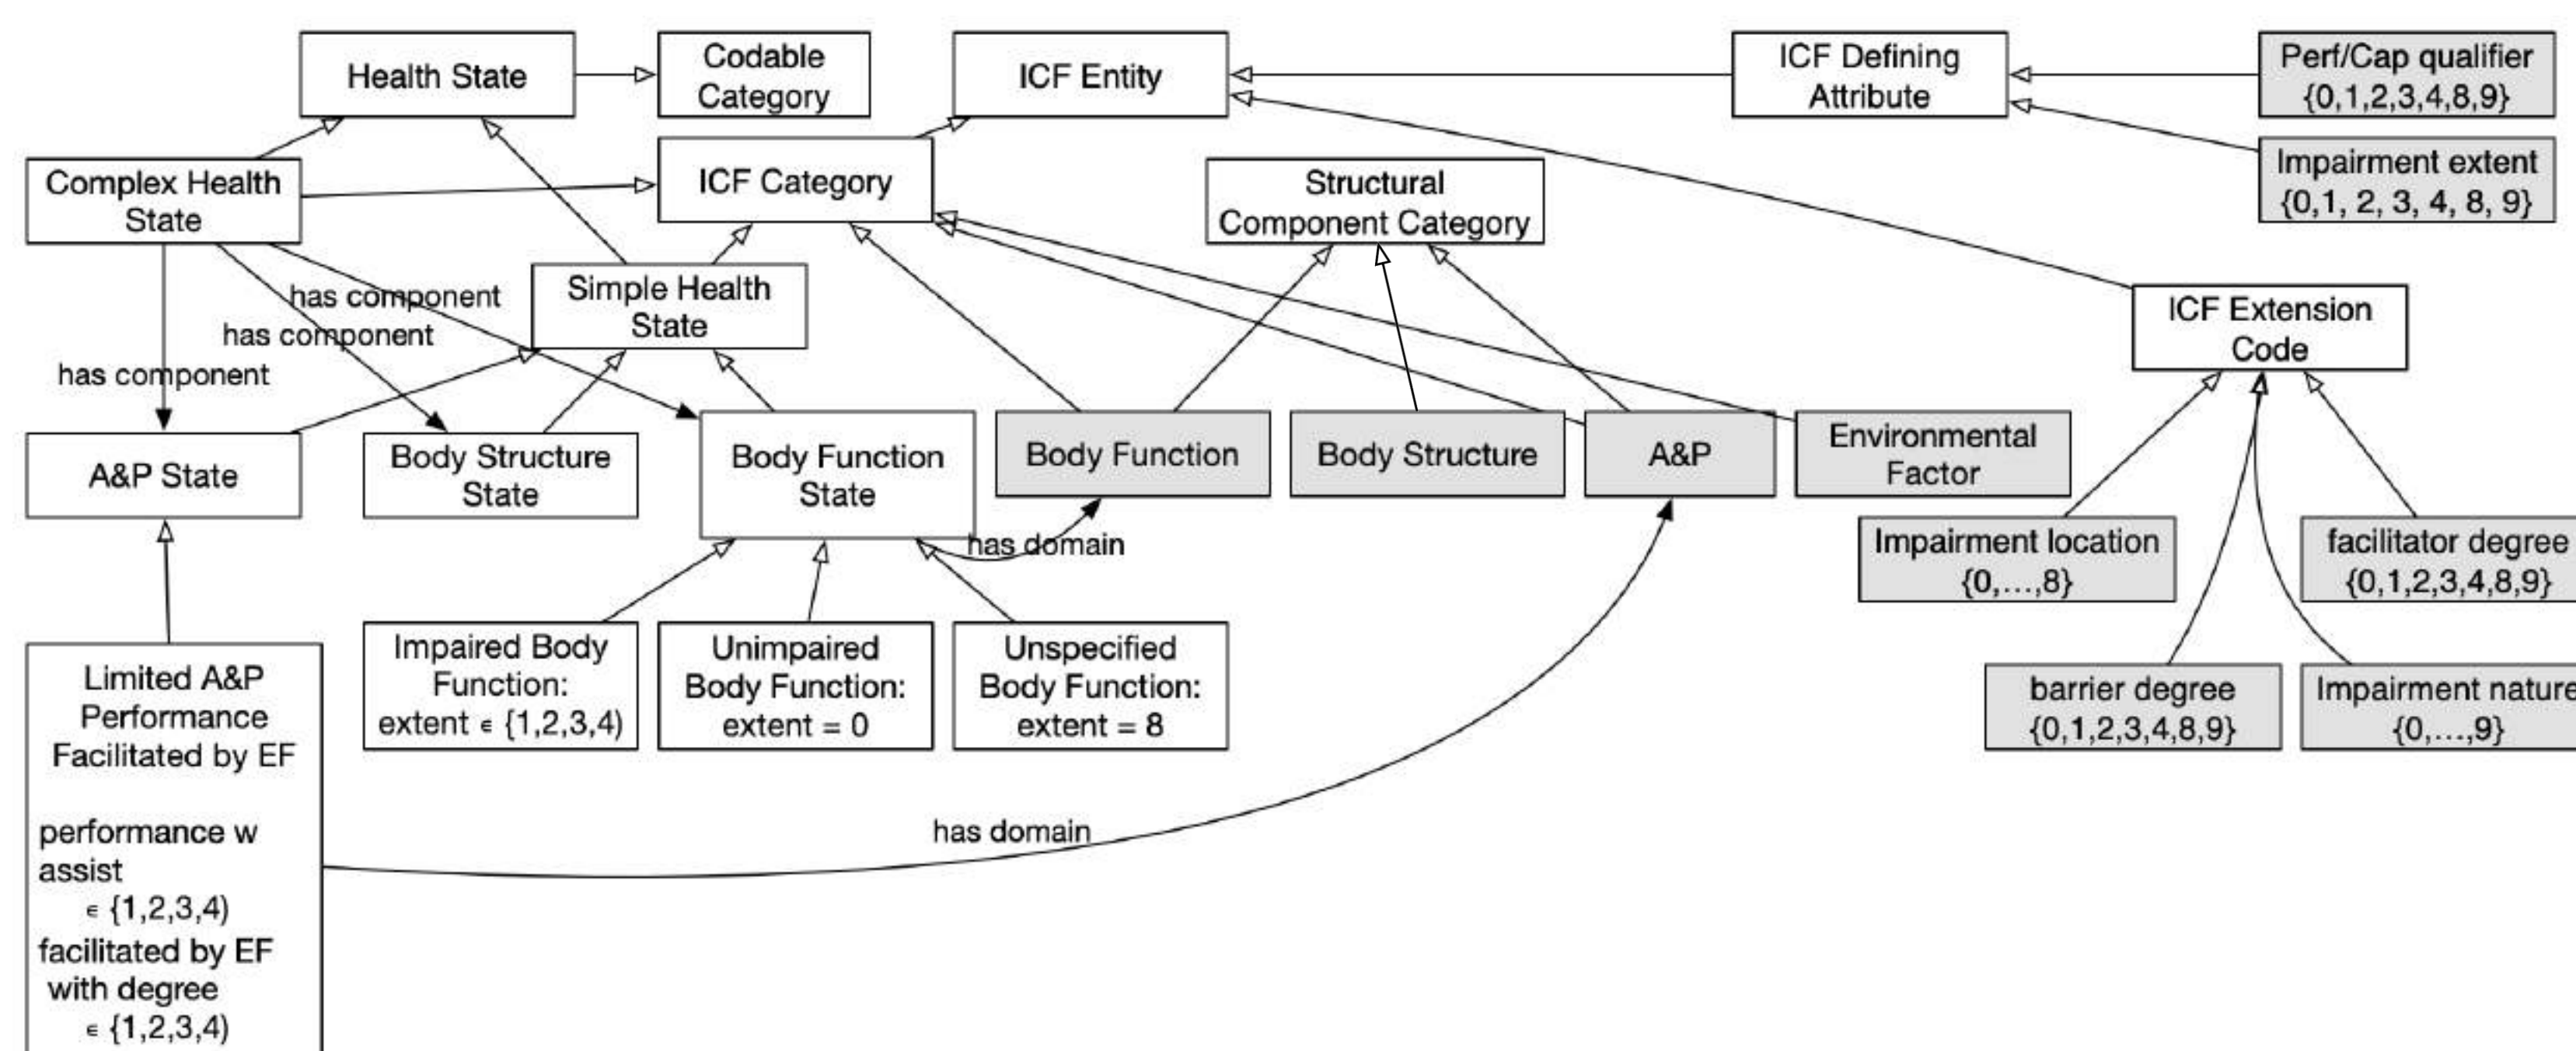 Health State
Codable
Category
ICF Entity
ICF Defining
Attribute
Perf/Cap qualifier
{0,1,2,3,4,8,9}
Impairment extent
{0,1, 2, 3, 4, 8, 9}
Complex Health
State
ICF Category
Structural
Component Category
Simple Health
State
ICF Extension
Code
has component
has component
has component
A&P State
Body Structure
State
Body Function
State
Body Function
Body Structure
A&P
Environmental
Factor
has domain
Impairment location
{0,...,8}
facilitator degree
{0,1,2,3,4,8,9}
Impaired Body
Function:
extent ∈ {1,2,3,4)
Unimpaired
Body Function:
extent = 0
Unspecified
Body Function:
extent = 8
barrier degree
{0,1,2,3,4,8,9}
Impairment nature
{0,...,9}
Limited A&P
Performance
Facilitated by EF
performance w
assist
∈ {1,2,3,4)
facilitated by EF
with degree
∈ {1,2,3,4)
has domain